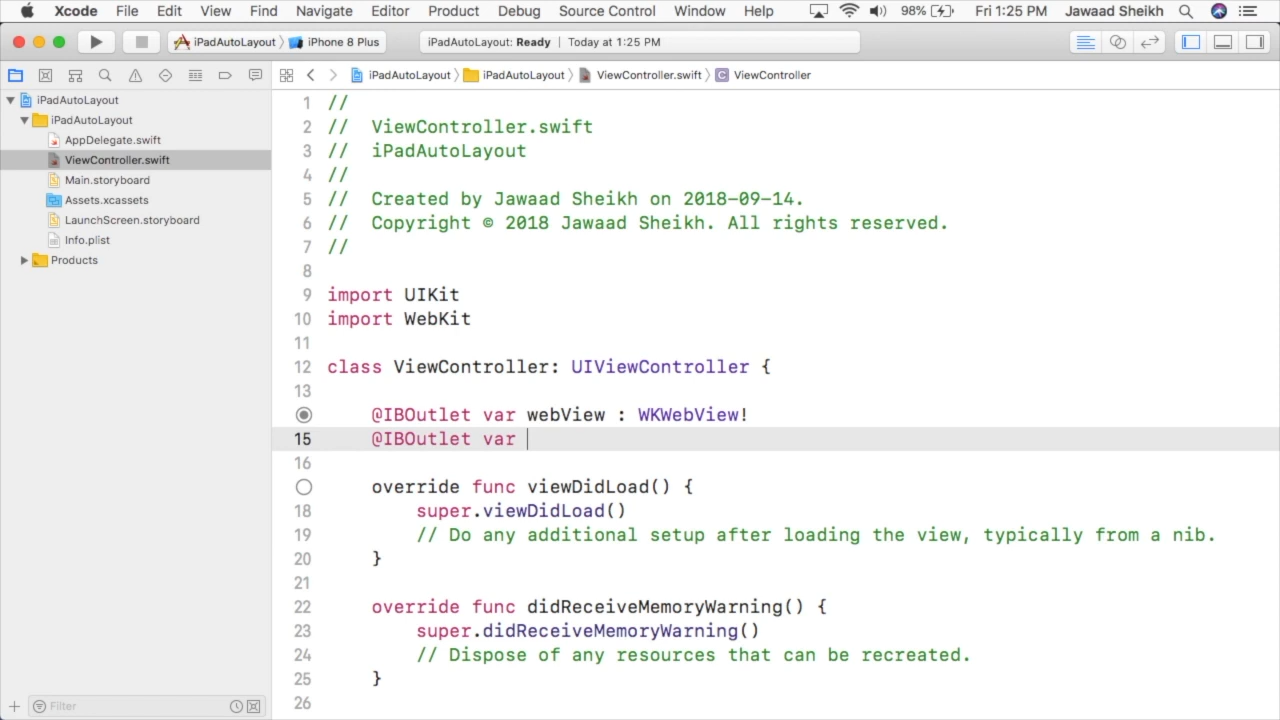 Xcode File Edit View Find Navigate Editor Product Debug Source Control Window Help 98% Fri 1:25 PM Jawaad Sheikh
iPadAutoLayout iPhone 8 Plus iPadAutoLayout: Ready Today at 1:25 PM
iPadAutoLayout iPadAutoLayout ViewController.swift C ViewController
iPadAutoLayout
iPadAutoLayout
AppDelegate.swift
ViewController.swift
Main.storyboard
Assets.xcassets
LaunchScreen.storyboard
Info.plist
Products
Filter
1 //
2 // ViewController.swift
3 // iPadAutoLayout
4 //
5 // Created by Jawaad Sheikh on 2018-09-14.
6 // Copyright © 2018 Jawaad Sheikh. All rights reserved.
7 //
8
9 import UIKit
10 import WebKit
11
12 class ViewController: UIViewController {
13
@IBOutlet var webView : WKWebView!
15 @IBOutlet var
16
override func viewDidLoad() {
18 super.viewDidLoad()
19 // Do any additional setup after loading the view, typically from a nib.
20 }
21
22 override func didReceiveMemoryWarning() {
23 super.didReceiveMemoryWarning()
24 // Dispose of any resources that can be recreated.
25 }
26